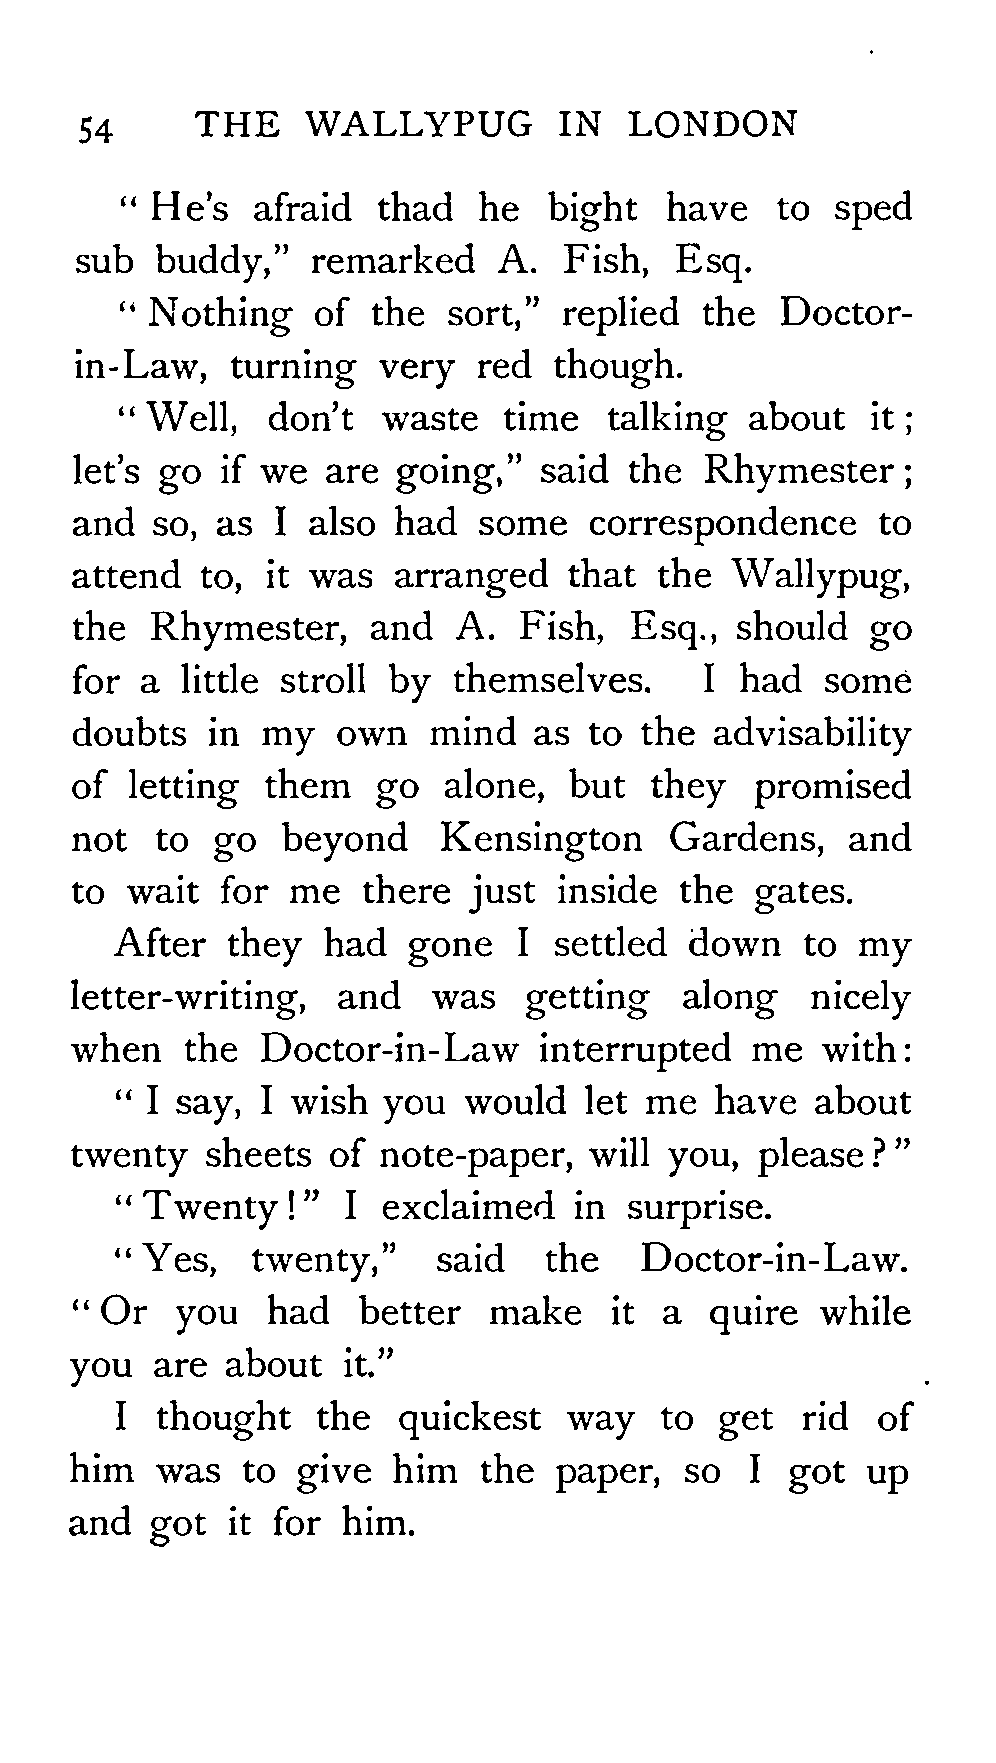 54 THE WALLYPUG IN LONDON
" He's afraid thad he bight have to sped
sub buddy," remarked A. Fish, Esq.
" Nothing of the sort," replied the Doctor-
in-Law, turning very red though.
" Well, don't waste time talking about it ;
let's go if we are going," said the Rhymester ;
and so, as I also had some correspondence to
attend to, it was arranged that the Wallypug,
the Rhymester, and A. Fish, Esq., should go
for a little stroll by themselves. I had some
doubts in my own mind as to the advisability
of letting them go alone, but they promised
not to go beyond Kensington Gardens, and
to wait for me there just inside the gates.
After they had gone I settled down to my
letter-writing, and was getting along nicely
when the Doctor-in-Law interrupted me with:
" I say, I wish you would let me have about
twenty sheets of note-paper, will you, please ? "
" Twenty ! " I exclaimed in surprise.
" Yes, twenty," said the Doctor-in-Law.
" Or you had better make it a quire while
you are about it."
I thought the quickest way to get rid of
him was to give him the paper, so I got up
and got it for him.